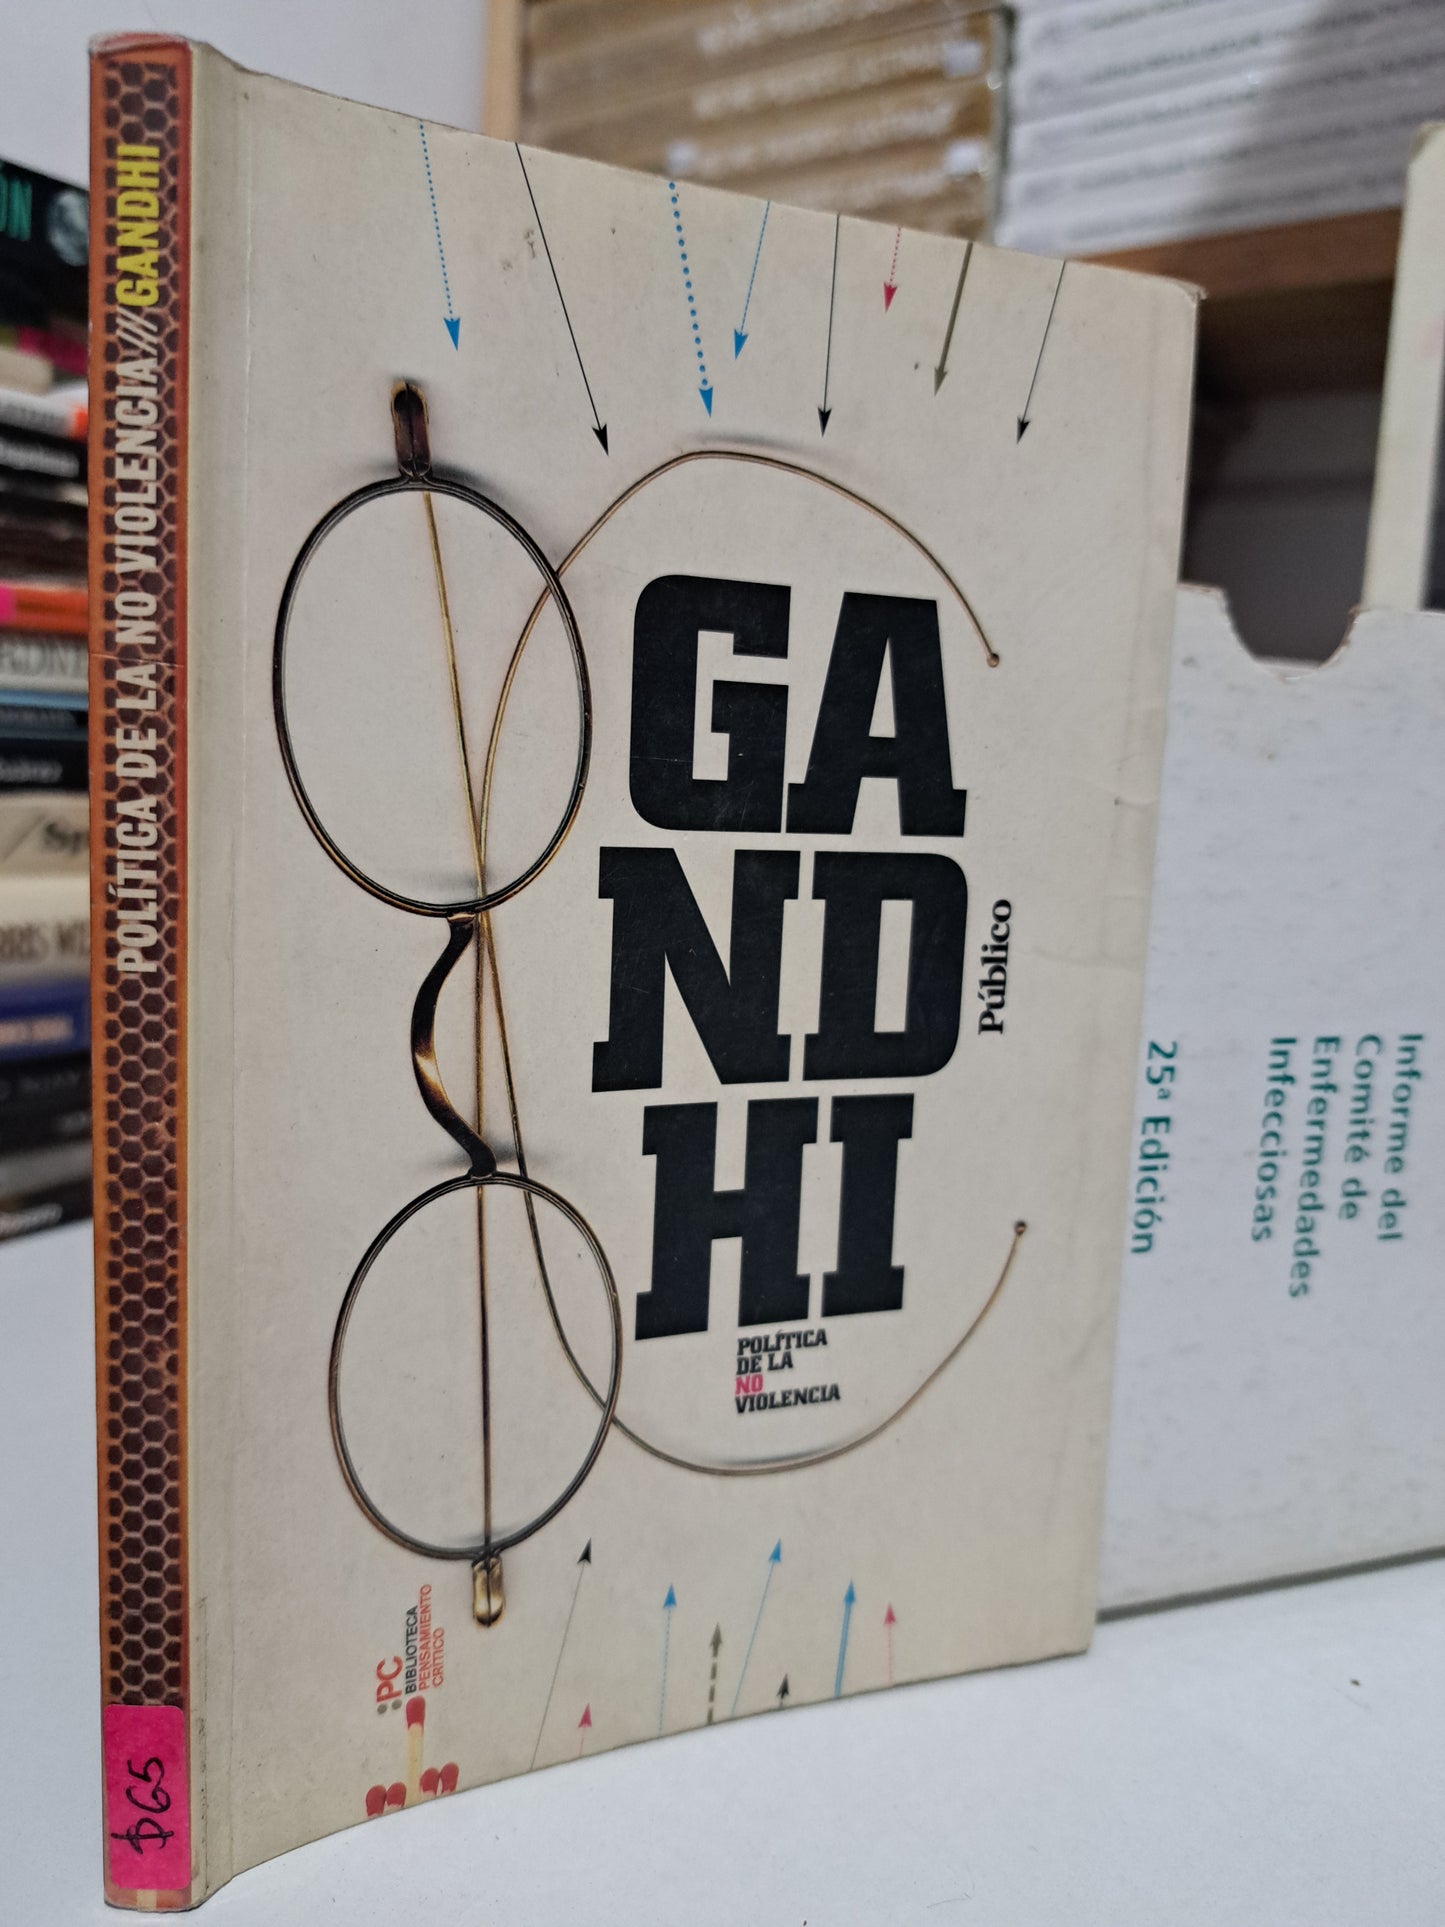 POLÍTICA DE LA NO VIOLENCIA///GANDHI
$65
GA
ND
HI
POLÍTICA
DE LA
NO
VIOLENCIA
Público
:PC
BIBLIOTECA
PENSAMIENTO
CRÍTICO
33
Informe del
Comité de
Enfermedades
Infecciosas
25ª Edición